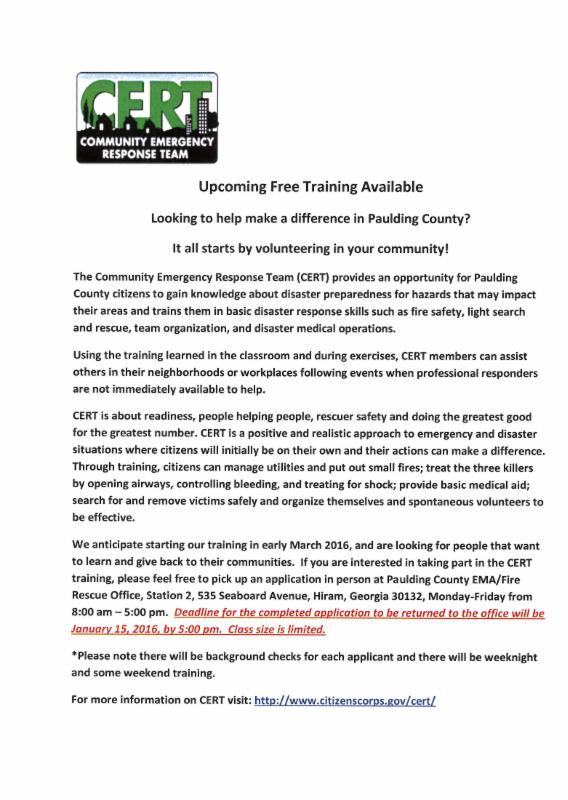 CERT
COMMUNITY EMERGENCY
RESPONSE TEAM
Upcoming Free Training Available
Looking to help make a difference in Paulding County?
It all starts by volunteering in your community!
The Community Emergency Response Team (CERT) provides an opportunity for Paulding
County citizens to gain knowledge about disaster preparedness for hazards that may impact
their areas and trains them in basic disaster response skills such as fire safety, light search
and rescue, team organization, and disaster medical operations.
Using the training learned in the classroom and during exercises, CERT members can assist
others in their neighborhoods or workplaces following events when professional responders
are not immediately available to help.
CERT is about readiness, people helping people, rescuer safety and doing the greatest good
for the greatest number. CERT is a positive and realistic approach to emergency and disaster
situations where citizens will initially be on their own and their actions can make a difference.
Through training, citizens can manage utilities and put out small fires; treat the three killers
by opening airways, controlling bleeding, and treating for shock; provide basic medical aid;
search for and remove victims safely and organize themselves and spontaneous volunteers to
be effective.
We anticipate starting our training in early March 2016, and are looking for people that want
to learn and give back to their communities. If you are interested in taking part in the CERT
training, please feel free to pick up an application in person at Paulding County EMA/Fire
Rescue Office, Station 2, 535 Seaboard Avenue, Hiram, Georgia 30132, Monday-Friday from
8:00 am – 5:00 pm. Deadline for the completed application to be returned to the office will be
January 15, 2016, by 5:00 pm. Class size is limited.
*Please note there will be background checks for each applicant and there will be weeknight
and some weekend training.
For more information on CERT visit: http://www.citizenscorps.gov/cert/